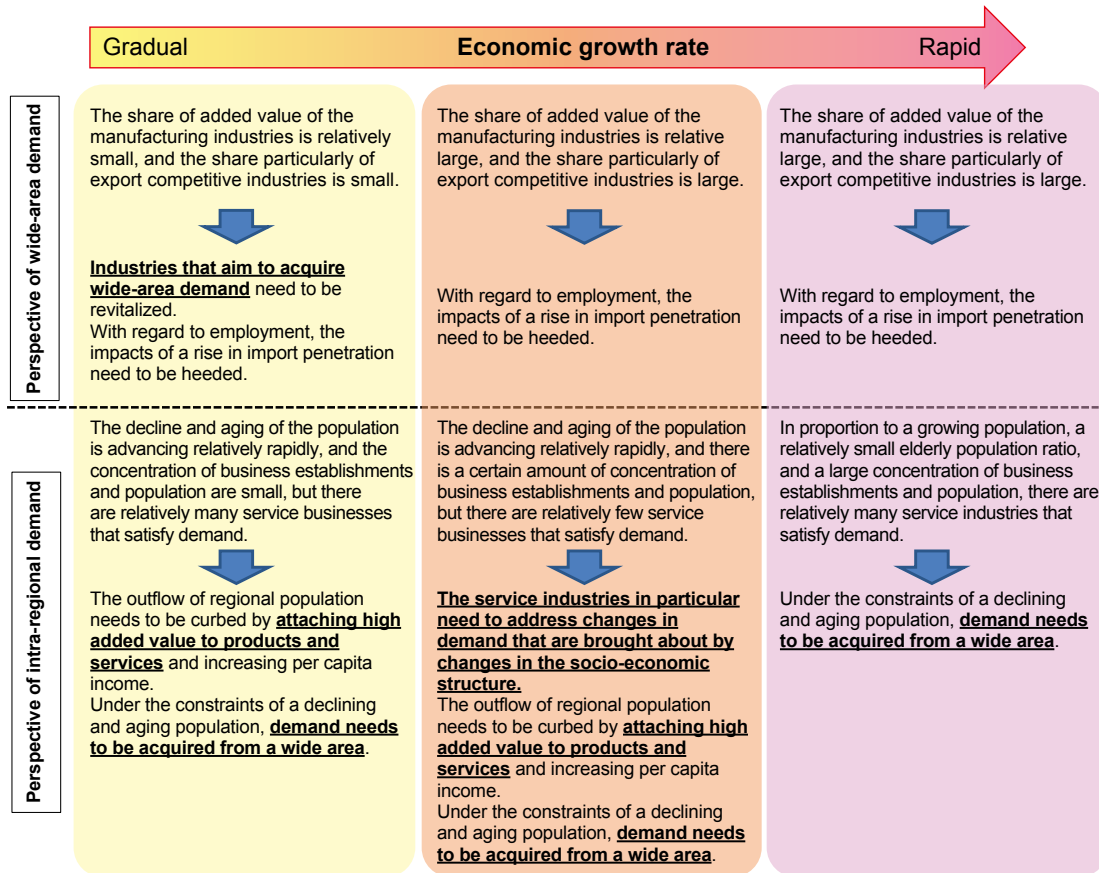 Gradual
Economic growth rate
Rapid
Perspective of wide-area demand
The share of added value of the
manufacturing industries is relatively
small, and the share particularly of
export competitive industries is small.
Industries that aim to acquire
wide-area demand need to be
revitalized.
With regard to employment, the
impacts of a rise in import penetration
need to be heeded.
The share of added value of the
manufacturing industries is relative
large, and the share particularly of
export competitive industries is large.
With regard to employment, the
impacts of a rise in import penetration
need to be heeded.
The share of added value of the
manufacturing industries is relative
large, and the share particularly of
export competitive industries is large.
With regard to employment, the
impacts of a rise in import penetration
need to be heeded.
Perspective of intra-regional demand
The decline and aging of the population
is advancing relatively rapidly, and the
concentration of business establishments
and population are small, but there
are relatively many service businesses
that satisfy demand.
The outflow of regional population
needs to be curbed by attaching high
added value to products and
services and increasing per capita
income.
Under the constraints of a declining
and aging population, demand needs
to be acquired from a wide area.
The decline and aging of the population
is advancing relatively rapidly, and there
is a certain amount of concentration of
business establishments and population,
but there are relatively few service
businesses that satisfy demand.
The service industries in particular
need to address changes in
demand that are brought about by
changes in the socio-economic
structure.
The outflow of regional population
needs to be curbed by attaching high
added value to products and
services and increasing per capita
income.
Under the constraints of a declining
and aging population, demand needs
to be acquired from a wide area.
In proportion to a growing population, a
relatively small elderly population ratio,
and a large concentration of business
establishments and population, there are
relatively many service industries that
satisfy demand.
Under the constraints of a declining
and aging population, demand needs
to be acquired from a wide area.